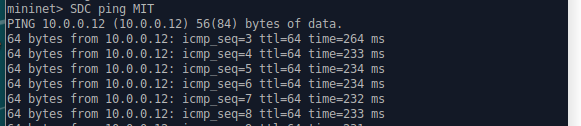 mininet> SDC ping MIT
PING 10.0.0.12 (10.0.0.12) 56(84) bytes of data.
64 bytes from 10.0.0.12: icmp_seq=3 ttl=64 time=264 ms
64 bytes from 10.0.0.12: icmp_seq=4 ttl=64 time=233 ms
64 bytes from 10.0.0.12: icmp_seq=5 ttl=64 time=234 ms
64 bytes from 10.0.0.12: icmp_seq=6 ttl=64 time=234 ms
64 bytes from 10.0.0.12: icmp_seq=7 ttl=64 time=232 ms
64 bytes from 10.0.0.12: icmp_seq=8 ttl=64 time=233 ms